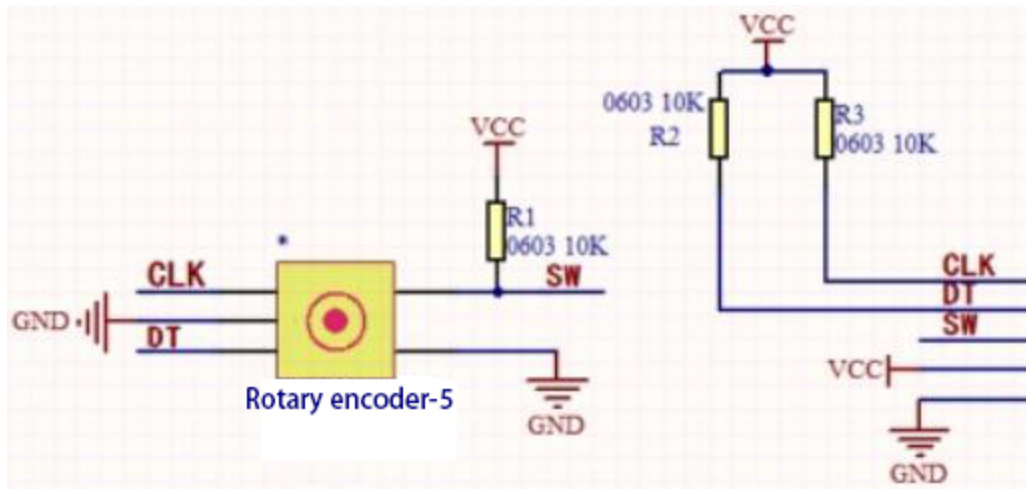 VCC
0603 10K
R2
R3
0603 10K
VCC
R1
0603 10K
*
CLK
SW
GND
DT
Rotary encoder-5
GND
CLK
DT
SW
VCC
GND